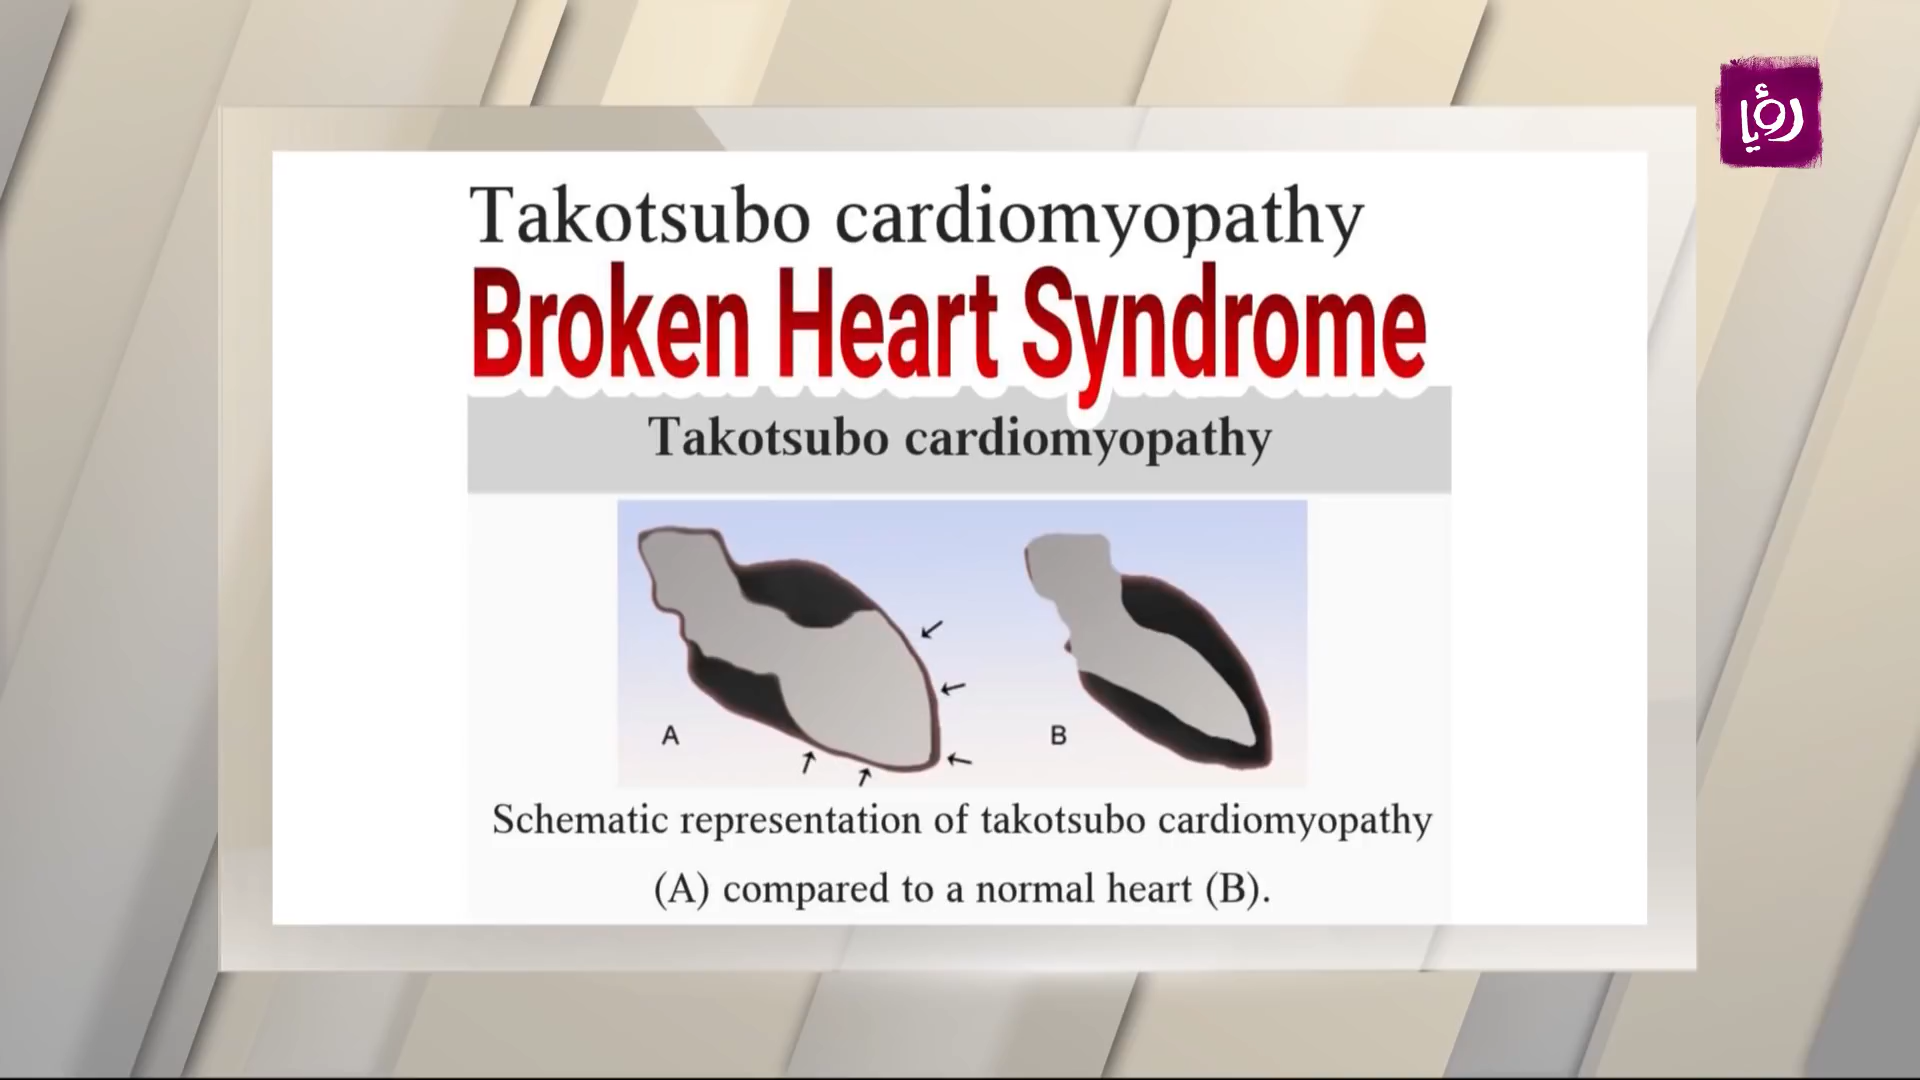 رؤيا
Takotsubo cardiomyopathy
Broken Heart Syndrome
Takotsubo cardiomyopathy
A
B
Schematic representation of takotsubo cardiomyopathy
(A) compared to a normal heart (B).